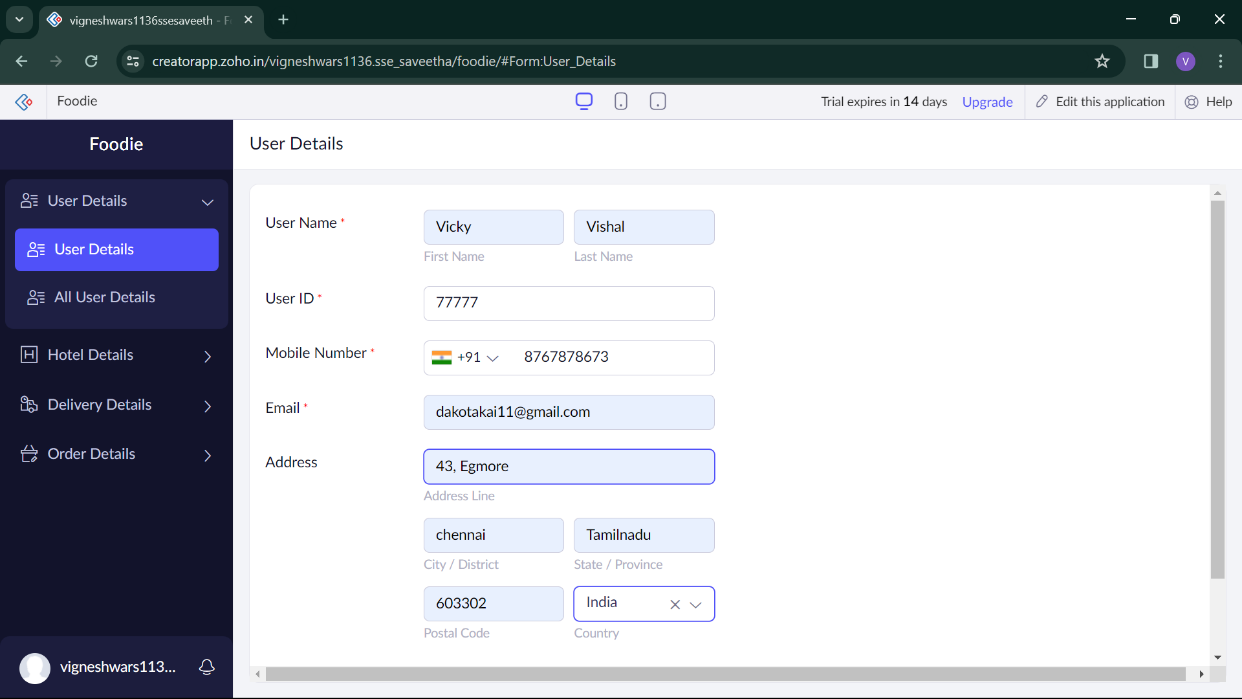 vigneshwars1136ssesaveeth - F
creatorapp.zoho.in/vigneshwars1136.sse_saveetha/foodie/#Form:User_Details
V
Foodie
Trial expires in 14 days Upgrade Edit this application Help
Foodie
User Details
User Details
User Details
All User Details
Hotel Details
Delivery Details
Order Details
vigneshwars113...
User Name *
Vicky Vishal
First Name Last Name
User ID *
77777
Mobile Number *
+91 8767878673
Email *
dakotakai11@gmail.com
Address
43, Egmore
Address Line
chennai Tamilnadu
City / District State / Province
603302 India
Postal Code Country